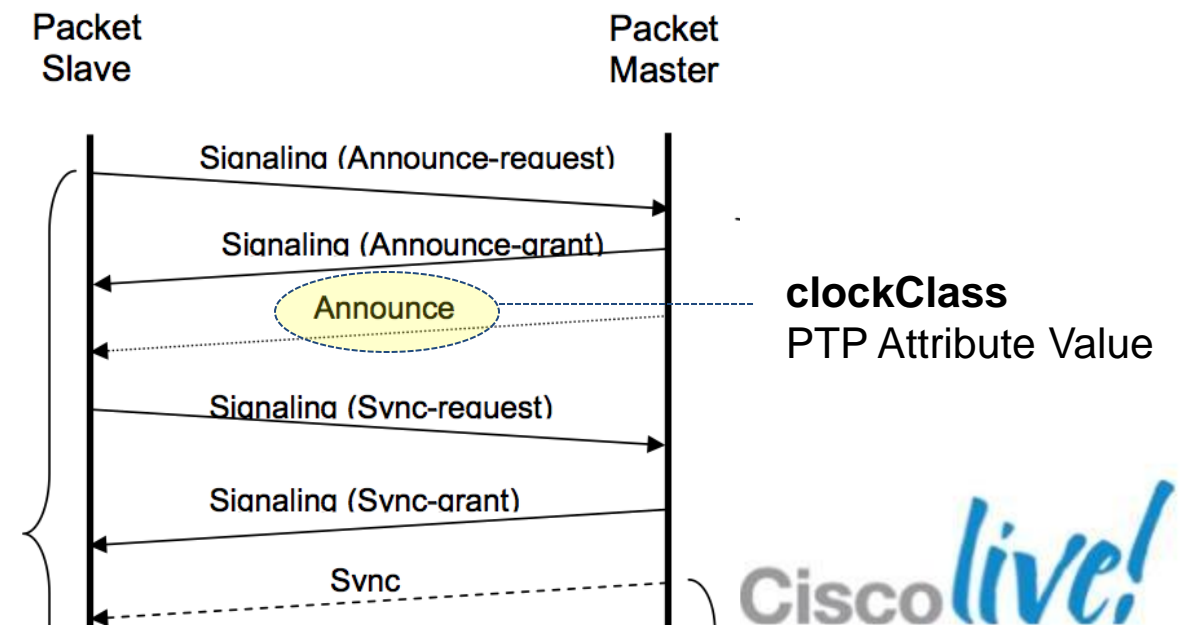 Packet
Slave
Packet
Master
Signaling (Announce-request)
Signaling (Announce-grant)
Announce
clockClass
PTP Attribute Value
Signaling (Sync-request)
Signaling (Sync-grant)
Sync
Cisco live!